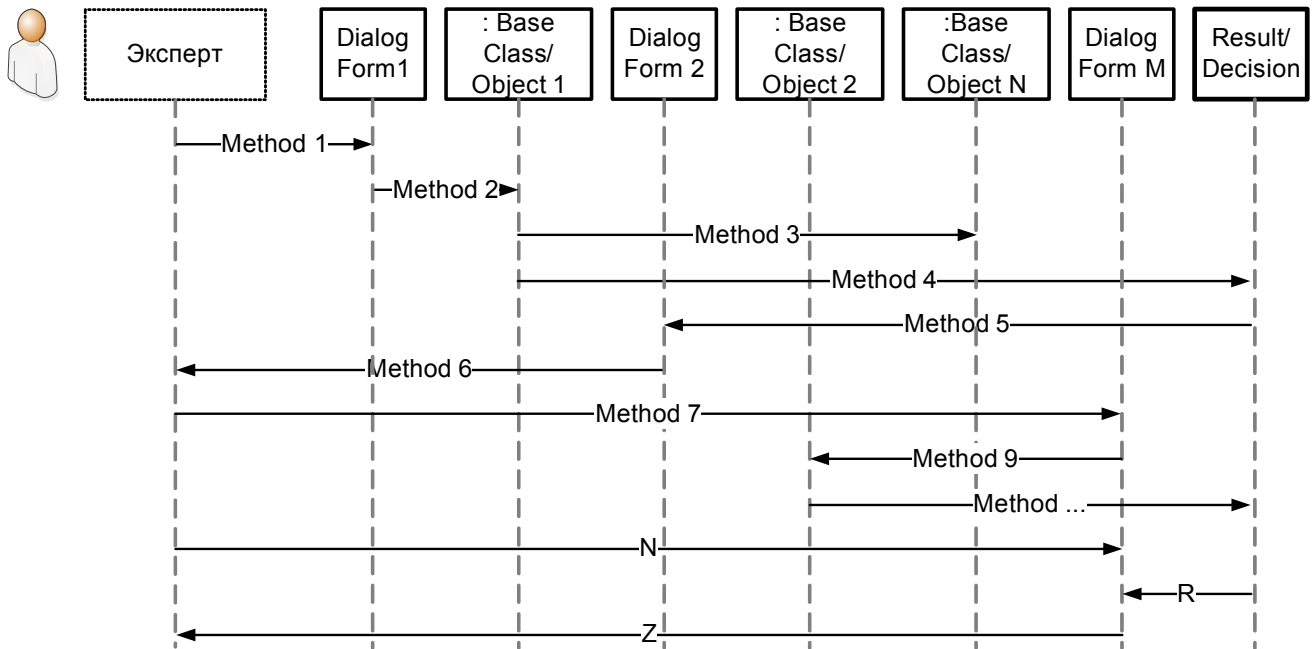 Эксперт
Dialog
Form1
: Base
Class/
Object 1
Dialog
Form 2
: Base
Class/
Object 2
:Base
Class/
Object N
Dialog
Form M
Result/
Decision
Method 1
Method 2
Method 3
Method 4
Method 5
Method 6
Method 7
Method 9
Method ...
N
R
Z